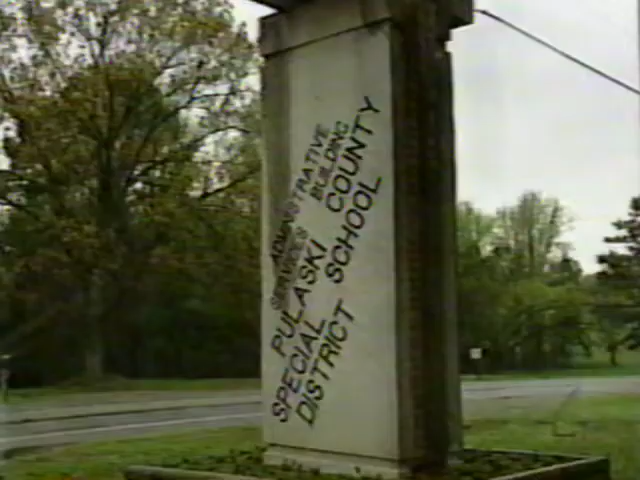 ADMINISTRATIVE
SERVICES BUILDING
PULASKI COUNTY
SPECIAL SCHOOL
DISTRICT